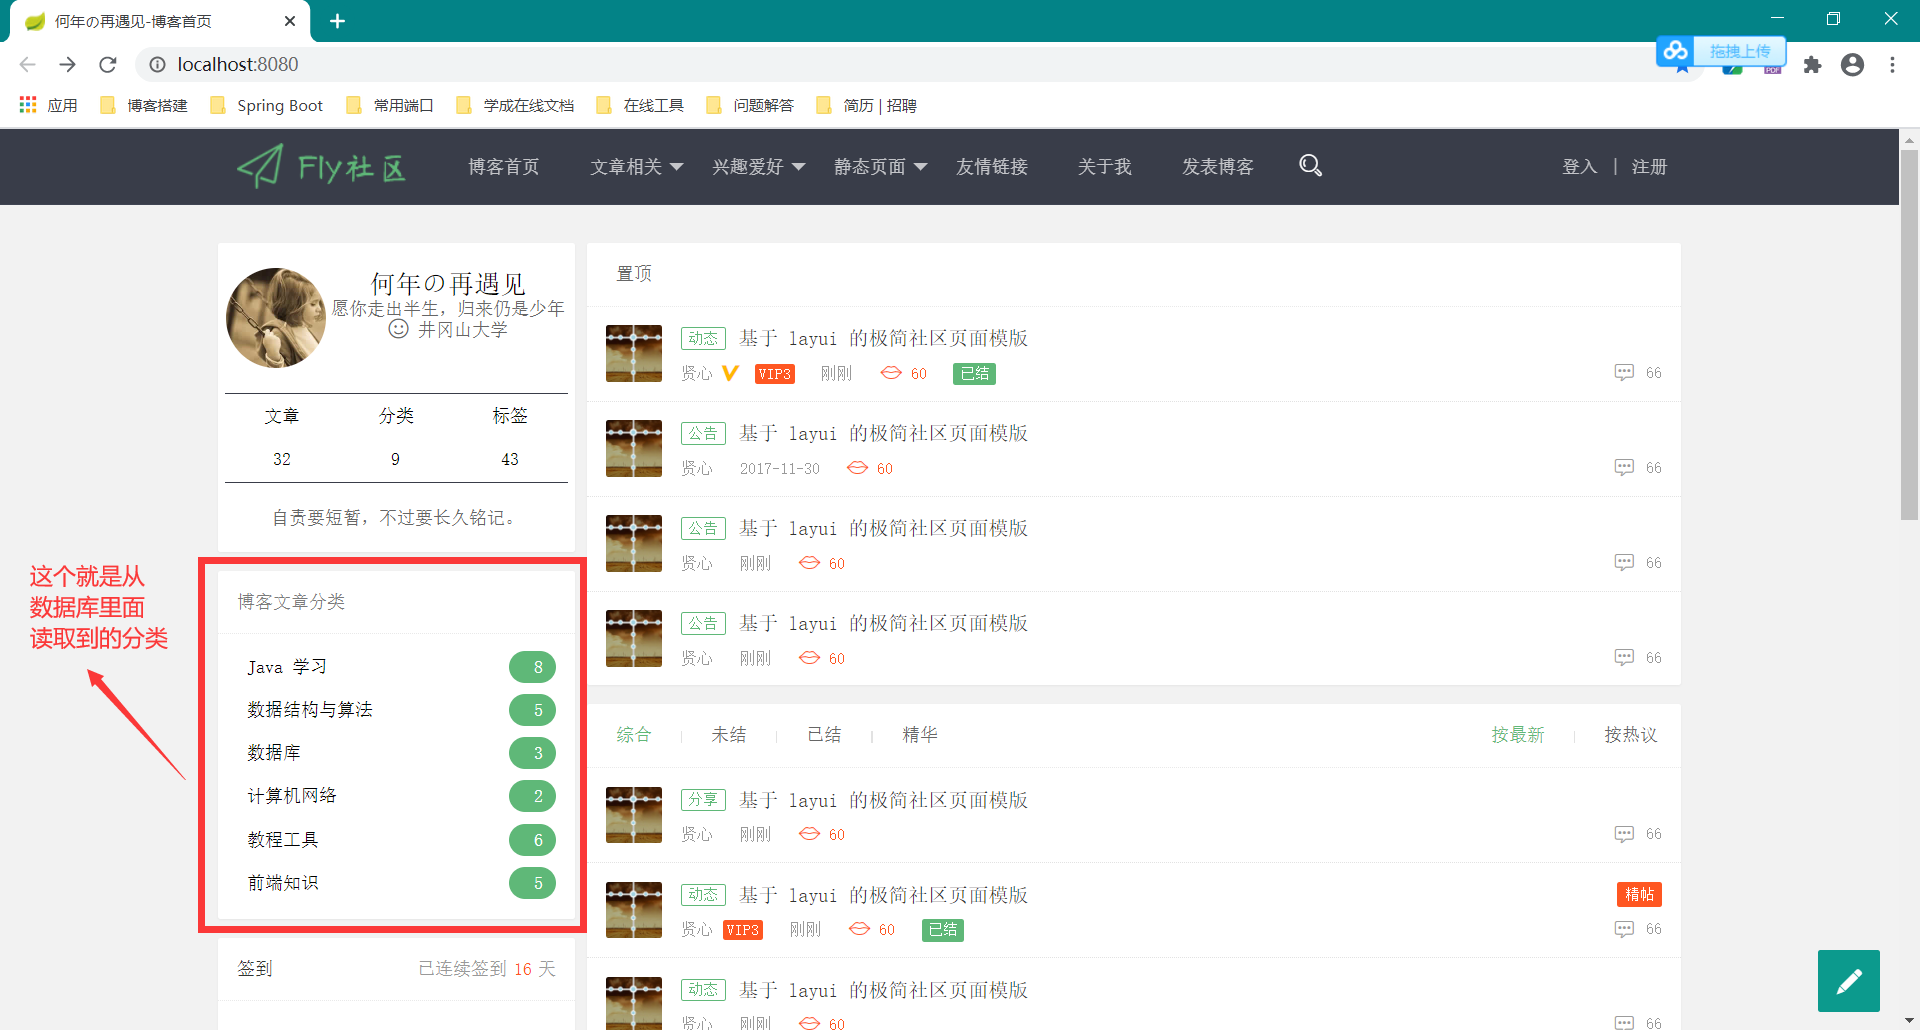 何年の再遇见-博客首页
拖拽上传
localhost:8080
应用 博客搭建 Spring Boot 常用端口 学成在线文档 在线工具 问题解答 简历 | 招聘
Fly社区 博客首页 文章相关 兴趣爱好 静态页面 友情链接 关于我 发表博客 登入 | 注册
何年の再遇见
愿你走出半生，归来仍是少年
井冈山大学
文章 分类 标签
32 9 43
自责要短暂，不过要长久铭记。
这个就是从
数据库里面
读取到的分类
博客文章分类
Java 学习 8
数据结构与算法 5
数据库 3
计算机网络 2
教程工具 6
前端知识 5
签到 已连续签到 16 天
置顶
动态 基于 layui 的极简社区页面模版
贤心 VIP3 刚刚 60 已结 66
公告 基于 layui 的极简社区页面模版
贤心 2017-11-30 60 66
公告 基于 layui 的极简社区页面模版
贤心 刚刚 60 66
公告 基于 layui 的极简社区页面模版
贤心 刚刚 60 66
综合 未结 已结 精华 按最新 按热议
分享 基于 layui 的极简社区页面模版
贤心 刚刚 60 66
动态 基于 layui 的极简社区页面模版 精帖
贤心 VIP3 刚刚 60 已结 66
动态 基于 layui 的极简社区页面模版
贤心 刚刚 60 66